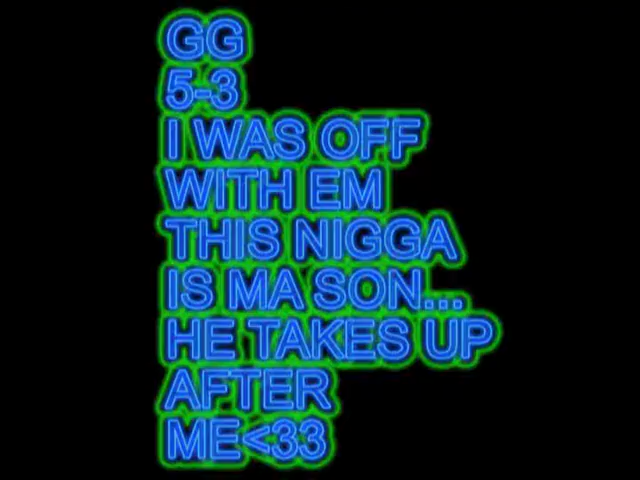 GG
5-3
I WAS OFF
WITH EM
THIS NIGGA
IS MA SON...
HE TAKES UP
AFTER
ME<33